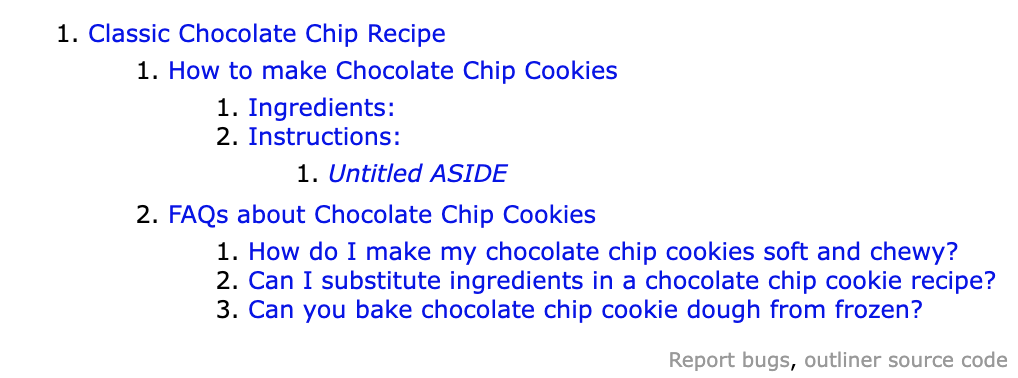 1. Classic Chocolate Chip Recipe
1. How to make Chocolate Chip Cookies
1. Ingredients:
2. Instructions:
1. Untitled ASIDE
2. FAQs about Chocolate Chip Cookies
1. How do I make my chocolate chip cookies soft and chewy?
2. Can I substitute ingredients in a chocolate chip cookie recipe?
3. Can you bake chocolate chip cookie dough from frozen?
Report bugs, outliner source code